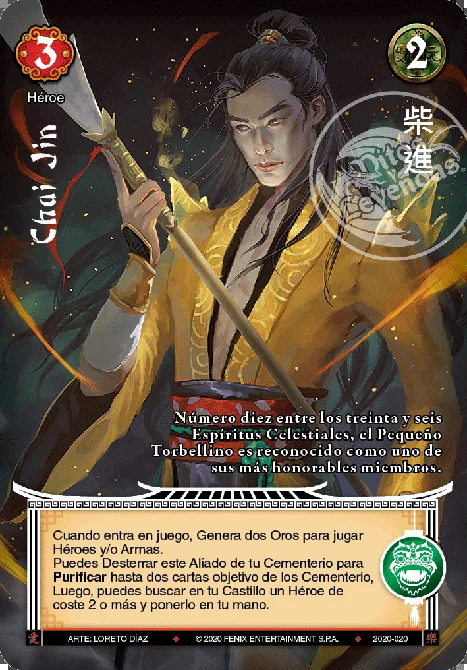 3
2
Héroe
Chai Jin
柴進
Mitos y
Leyendas
Número diez entre los treinta y seis
Espíritus Celestiales, el Pequeño
Torbellino es reconocido como uno de
sus más honorables miembros.
Cuando entra en juego, Genera dos Oros para jugar
Héroes y/o Armas.
Puedes Desterrar este Aliado de tu Cementerio para
Purificar hasta dos cartas objetivo de los Cementerio,
Luego, puedes buscar en tu Castillo un Héroe de
coste 2 o más y ponerlo en tu mano.
ARTE: LORETO DÍAZ ◆ © 2020 FENIX ENTERTAINMENT S.P.A. ◆ 2020-020